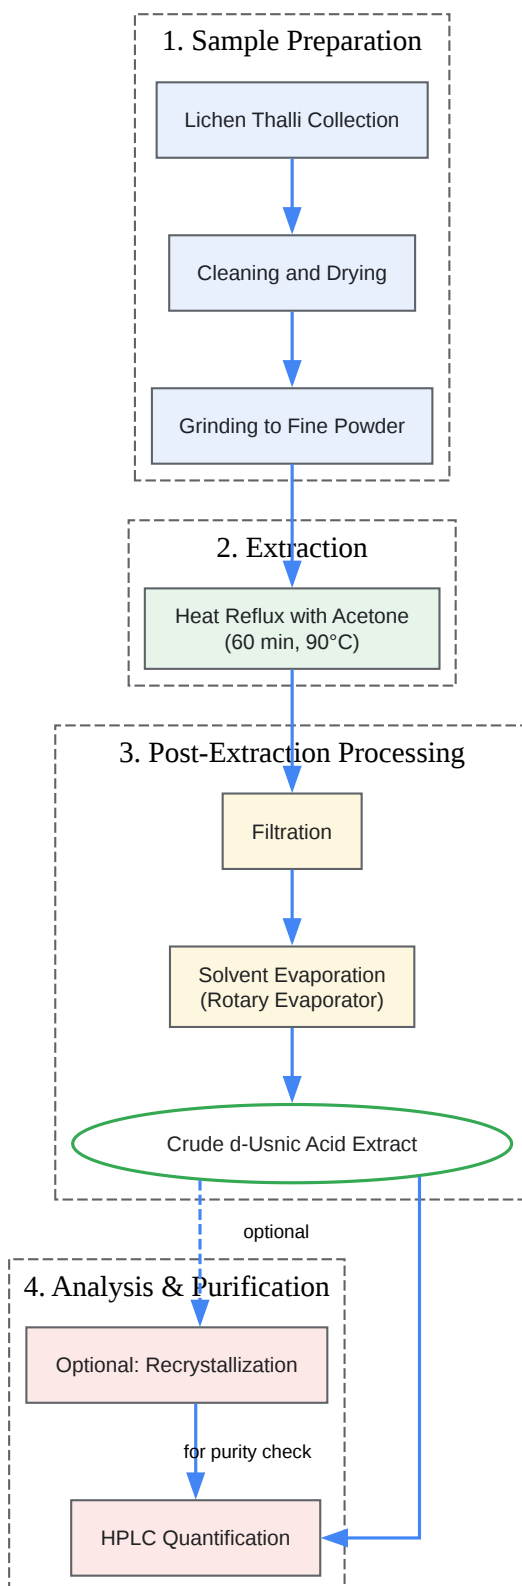 1. Sample Preparation
Lichen Thalli Collection
Cleaning and Drying
Grinding to Fine Powder
2. Extraction
Heat Reflux with Acetone
(60 min, 90°C)
3. Post-Extraction Processing
Filtration
Solvent Evaporation
(Rotary Evaporator)
Crude d-Usnic Acid Extract
optional
4. Analysis & Purification
Optional: Recrystallization
for purity check
HPLC Quantification